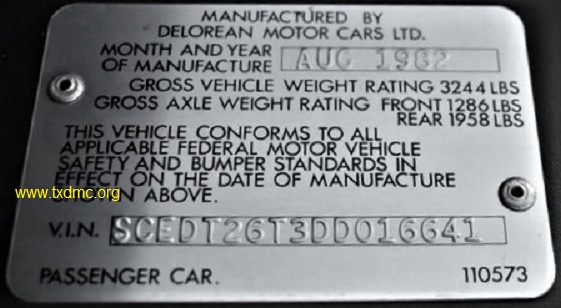 MANUFACTURED BY
DELOREAN MOTOR CARS LTD.
MONTH AND YEAR
OF MANUFACTURE AUG 1982
GROSS VEHICLE WEIGHT RATING 3244 LBS
GROSS AXLE WEIGHT RATING FRONT 1286 LBS
REAR 1958 LBS
THIS VEHICLE CONFORMS TO ALL
APPLICABLE FEDERAL MOTOR VEHICLE
SAFETY AND BUMPER STANDARDS IN
EFFECT ON THE DATE OF MANUFACTURE
www.txdmc.org
SHOWN ABOVE.
V.I.N. SCEDT26T3DD016641
PASSENGER CAR. 110573